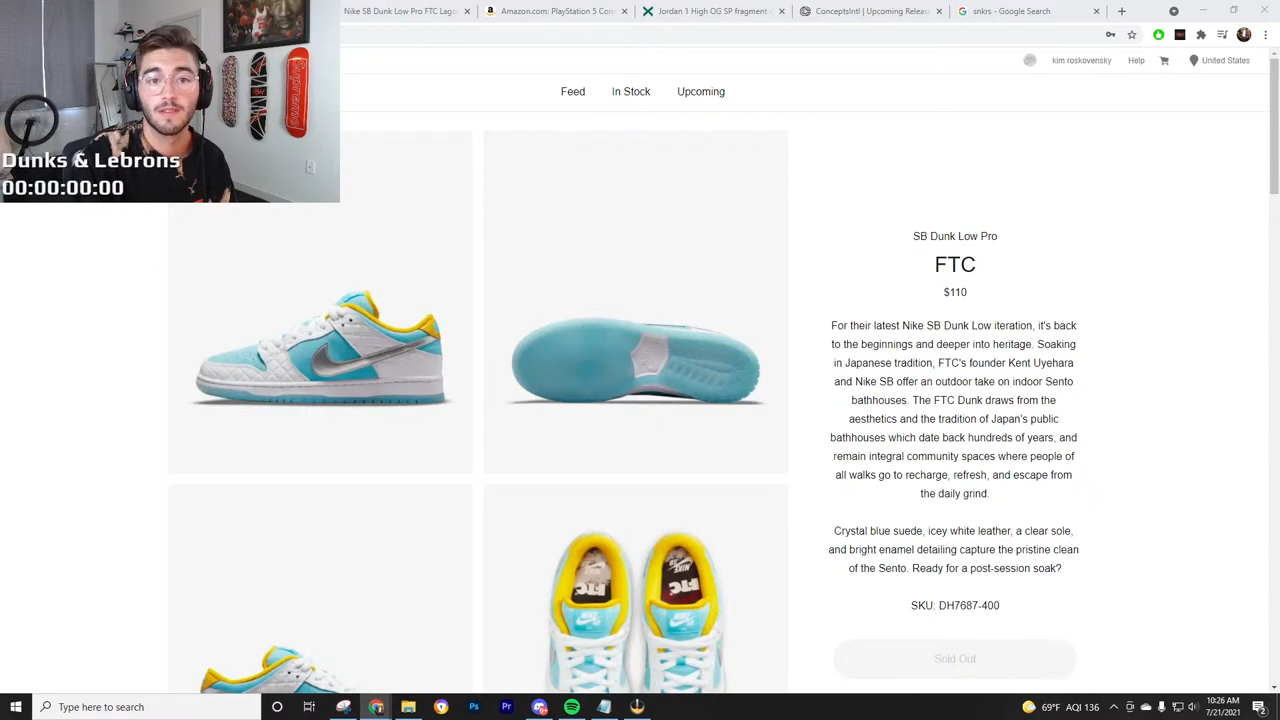 Nike SB Dunk Low Pro FTC Lago
Amazon.com: PlayStation 5 Con
Jordan 1 High OG SP fragment d
ConceptsIntl | Upcoming Release
snkrs - Google Search
kim roskovensky
Help
United States
Feed
In Stock
Upcoming
Supreme
Dunks & Lebrons
00:00:00:00
SB Dunk Low Pro
FTC
$110
For their latest Nike SB Dunk Low iteration, it's back
to the beginnings and deeper into heritage. Soaking
in Japanese tradition, FTC's founder Kent Uyehara
and Nike SB offer an outdoor take on indoor Sento
bathhouses. The FTC Dunk draws from the
aesthetics and the tradition of Japan's public
bathhouses which date back hundreds of years, and
remain integral community spaces where people of
all walks go to recharge, refresh, and escape from
the daily grind.
Crystal blue suede, icey white leather, a clear sole,
and bright enamel detailing capture the pristine clean
of the Sento. Ready for a post-session soak?
SKU: DH7687-400
Sold Out
FTC
NIKE
FTC
Type here to search
Ps
Pr
69°F AQI 136
10:26 AM
7/21/2021
2